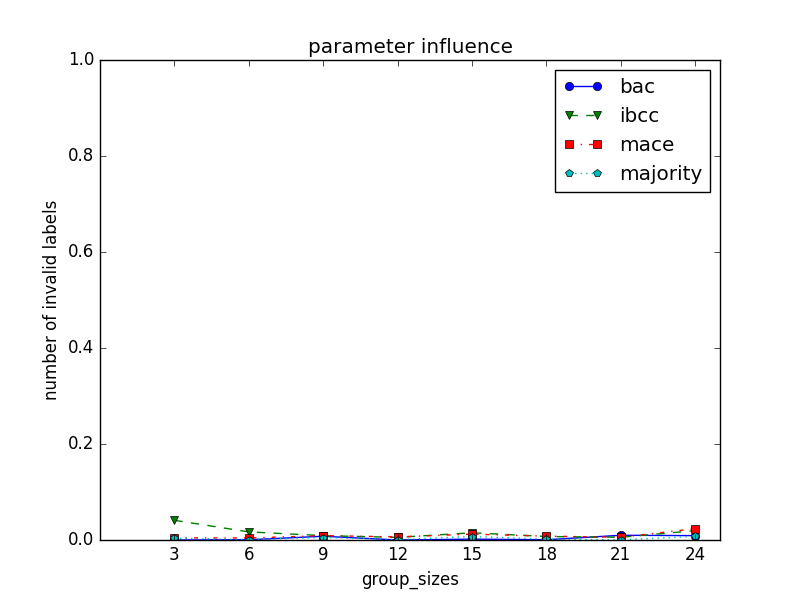 parameter influence
1.0
0.8
0.6
0.4
0.2
0.0
number of invalid labels
bac
ibcc
mace
majority
3 6 9 12 15 18 21 24
group_sizes